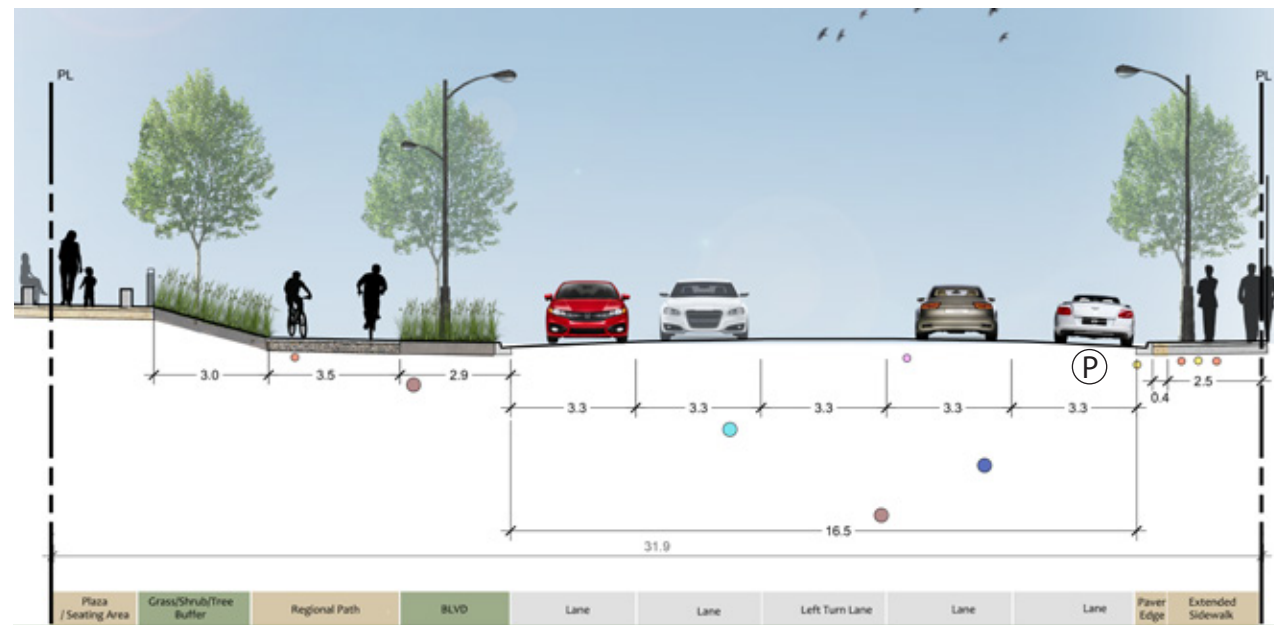 PL
PL
P
3.0
3.5
2.9
2.5
0.4
3.3
3.3
3.3
3.3
3.3
16.5
31.9
Plaza
/ Seating Area
Grass/Shrub/Tree
Buffer
Regional Path
BLVD
Lane
Lane
Left Turn Lane
Lane
Lane
Paver
Edge
Extended
Sidewalk